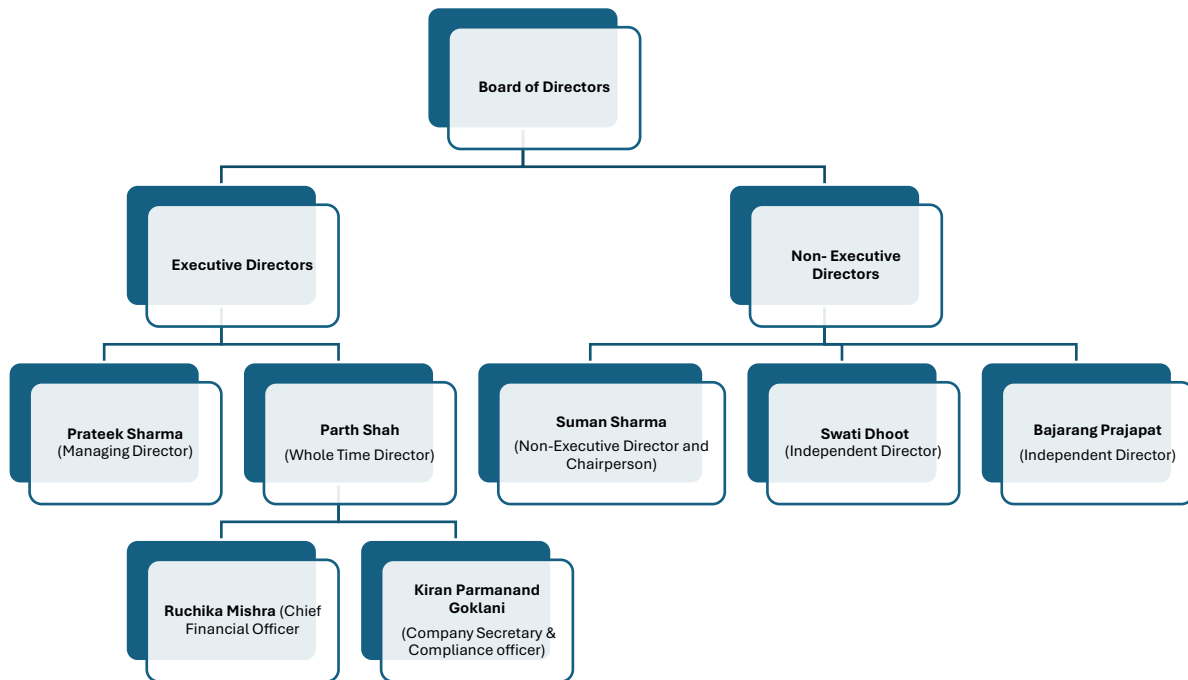 Board of Directors
Executive Directors
Non- Executive
Directors
Prateek Sharma
(Managing Director)
Parth Shah
(Whole Time Director)
Suman Sharma
(Non-Executive Director and
Chairperson)
Swati Dhoot
(Independent Director)
Bajarang Prajapat
(Independent Director)
Ruchika Mishra (Chief
Financial Officer
Kiran Parmanand
Goklani
(Company Secretary &
Compliance officer)